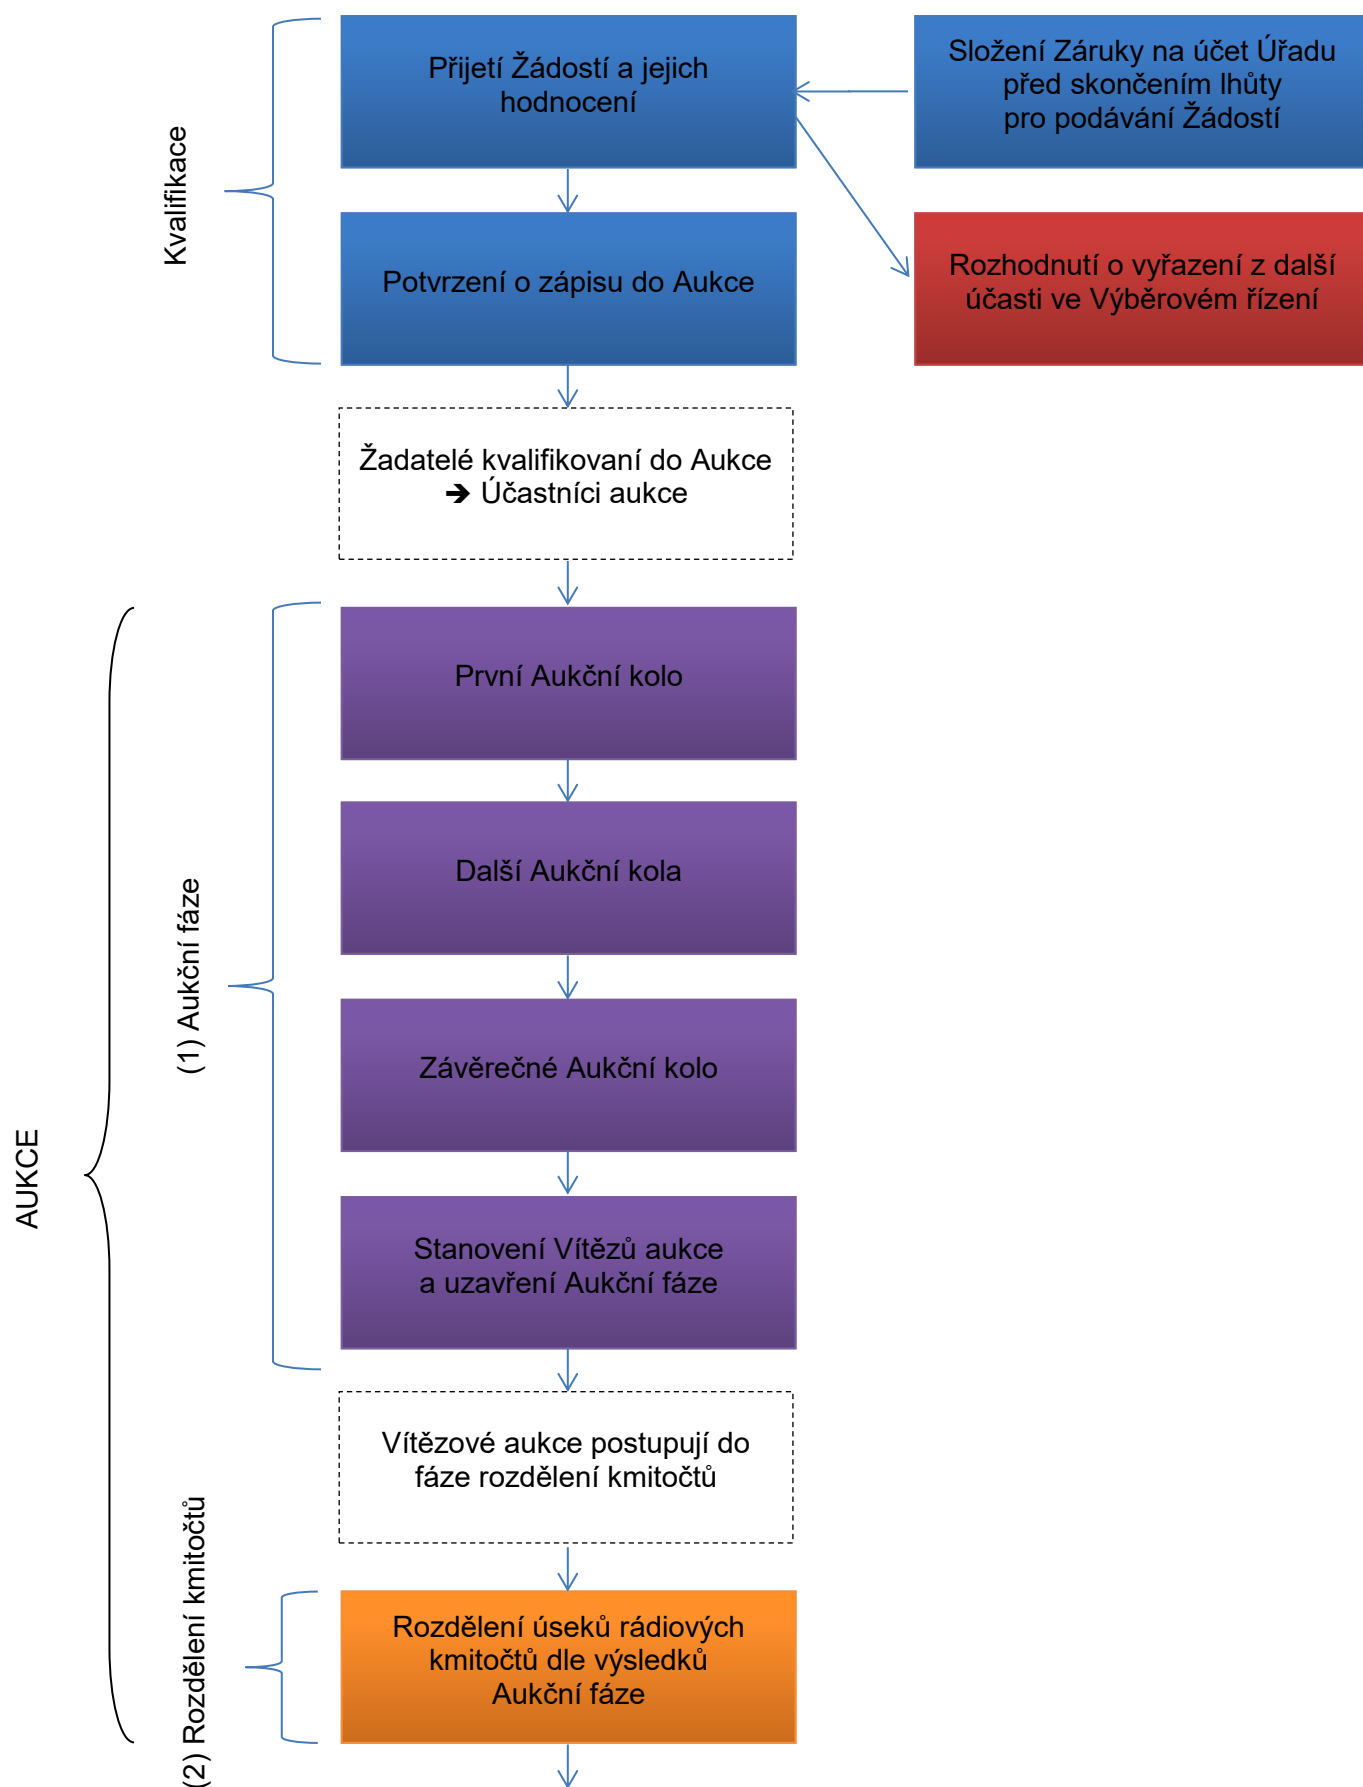 Kvalifikace
Přijetí Žádostí a jejich
hodnocení
Složení Záruky na účet Úřadu
před skončením lhůty
pro podávání Žádostí
Potvrzení o zápisu do Aukce
Rozhodnutí o vyřazení z další
účasti ve Výběrovém řízení
Žadatelé kvalifikovaní do Aukce
➔ Účastníci aukce
AUKCE
(1) Aukční fáze
První Aukční kolo
Další Aukční kola
Závěrečné Aukční kolo
Stanovení Vítězů aukce
a uzavření Aukční fáze
Vítězové aukce postupují do
fáze rozdělení kmitočtů
(2) Rozdělení kmitočtů
Rozdělení úseků rádiových
kmitočtů dle výsledků
Aukční fáze